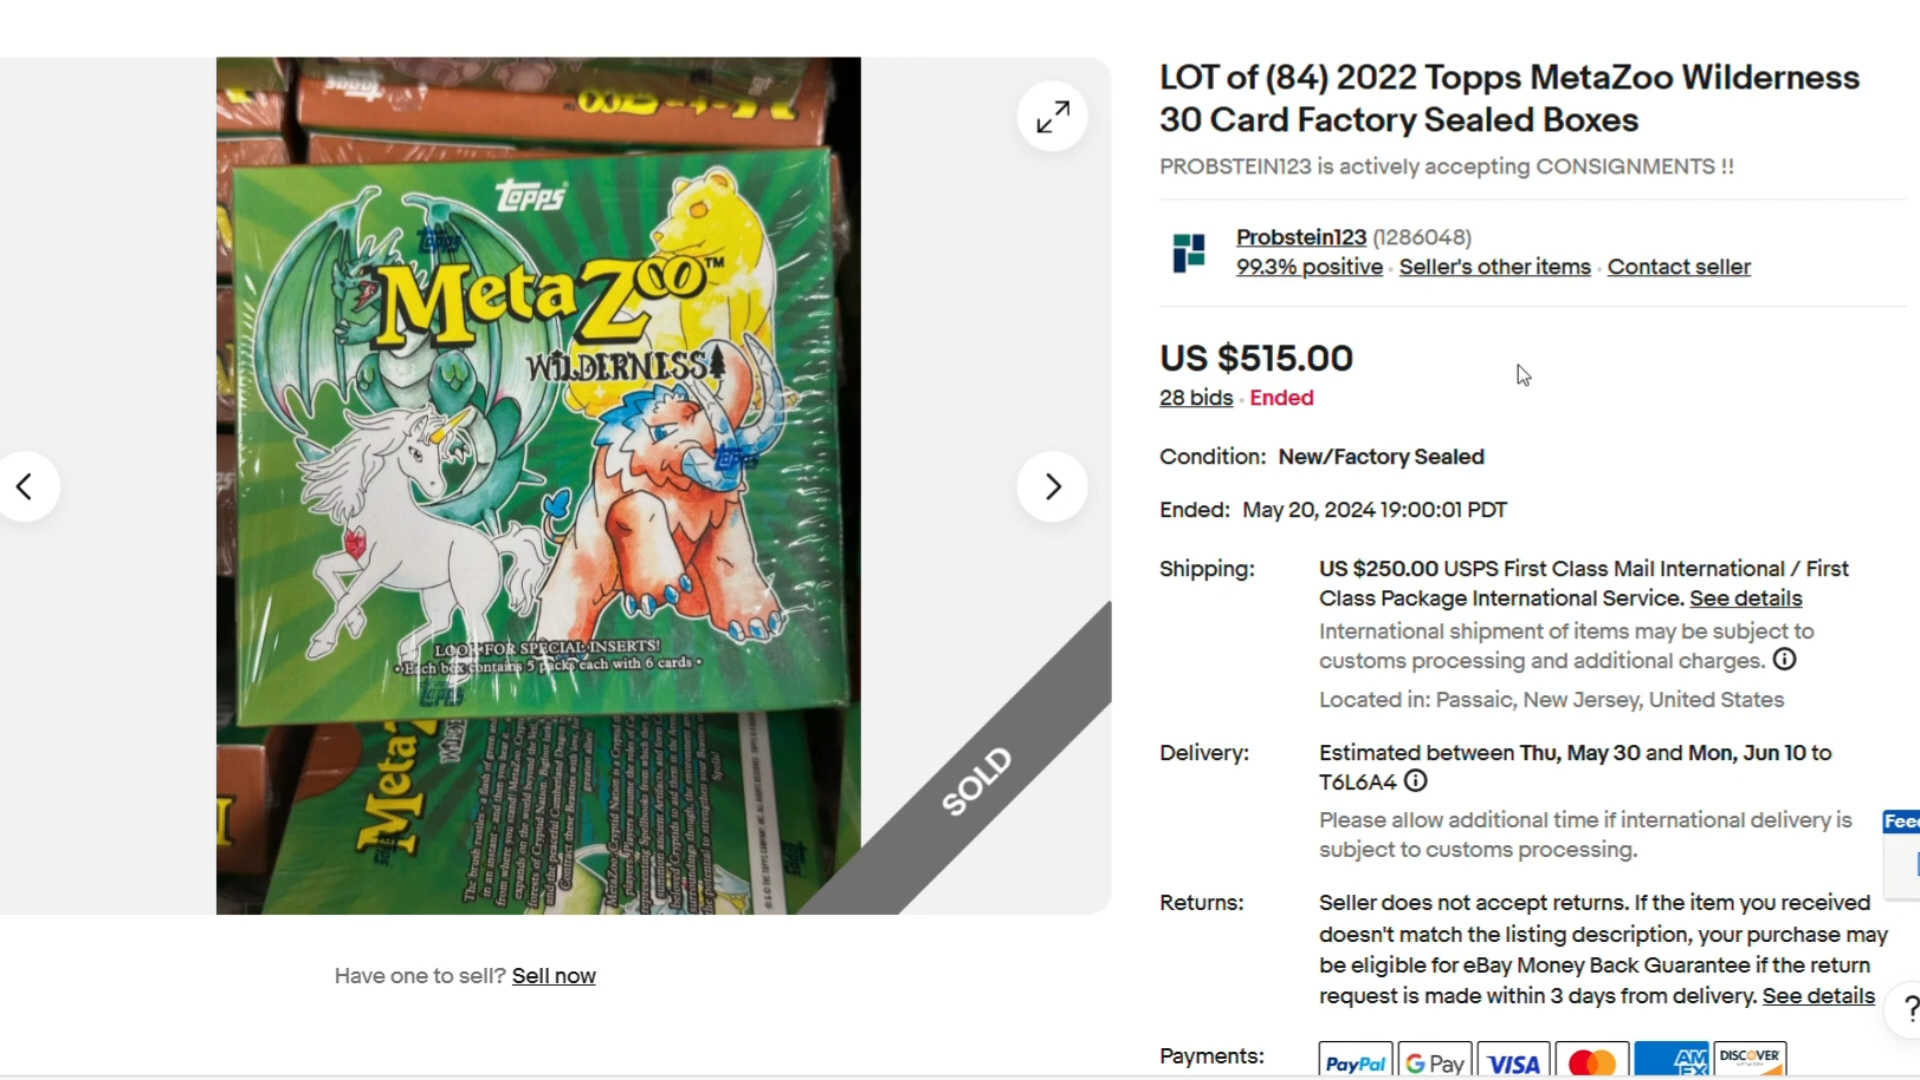 LOT of (84) 2022 Topps MetaZoo Wilderness
30 Card Factory Sealed Boxes
PROBSTEIN123 is actively accepting CONSIGNMENTS !!
Probstein123 (1286048)
99.3% positive · Seller's other items · Contact seller
US $515.00
28 bids · Ended
Condition: New/Factory Sealed
Ended: May 20, 2024 19:00:01 PDT
Shipping: US $250.00 USPS First Class Mail International / First
Class Package International Service. See details
International shipment of items may be subject to
customs processing and additional charges.
Located in: Passaic, New Jersey, United States
Delivery: Estimated between Thu, May 30 and Mon, Jun 10 to
T6L6A4
Please allow additional time if international delivery is
subject to customs processing.
Returns: Seller does not accept returns. If the item you received
doesn't match the listing description, your purchase may
be eligible for eBay Money Back Guarantee if the return
request is made within 3 days from delivery. See details
Payments: PayPal G Pay VISA AM EX DISCOVER
Topps
MetaZoo™
WILDERNESS
LOOK FOR SPECIAL INSERTS!
• Each box contains 5 packs each with 6 cards •
SOLD
Have one to sell? Sell now
?